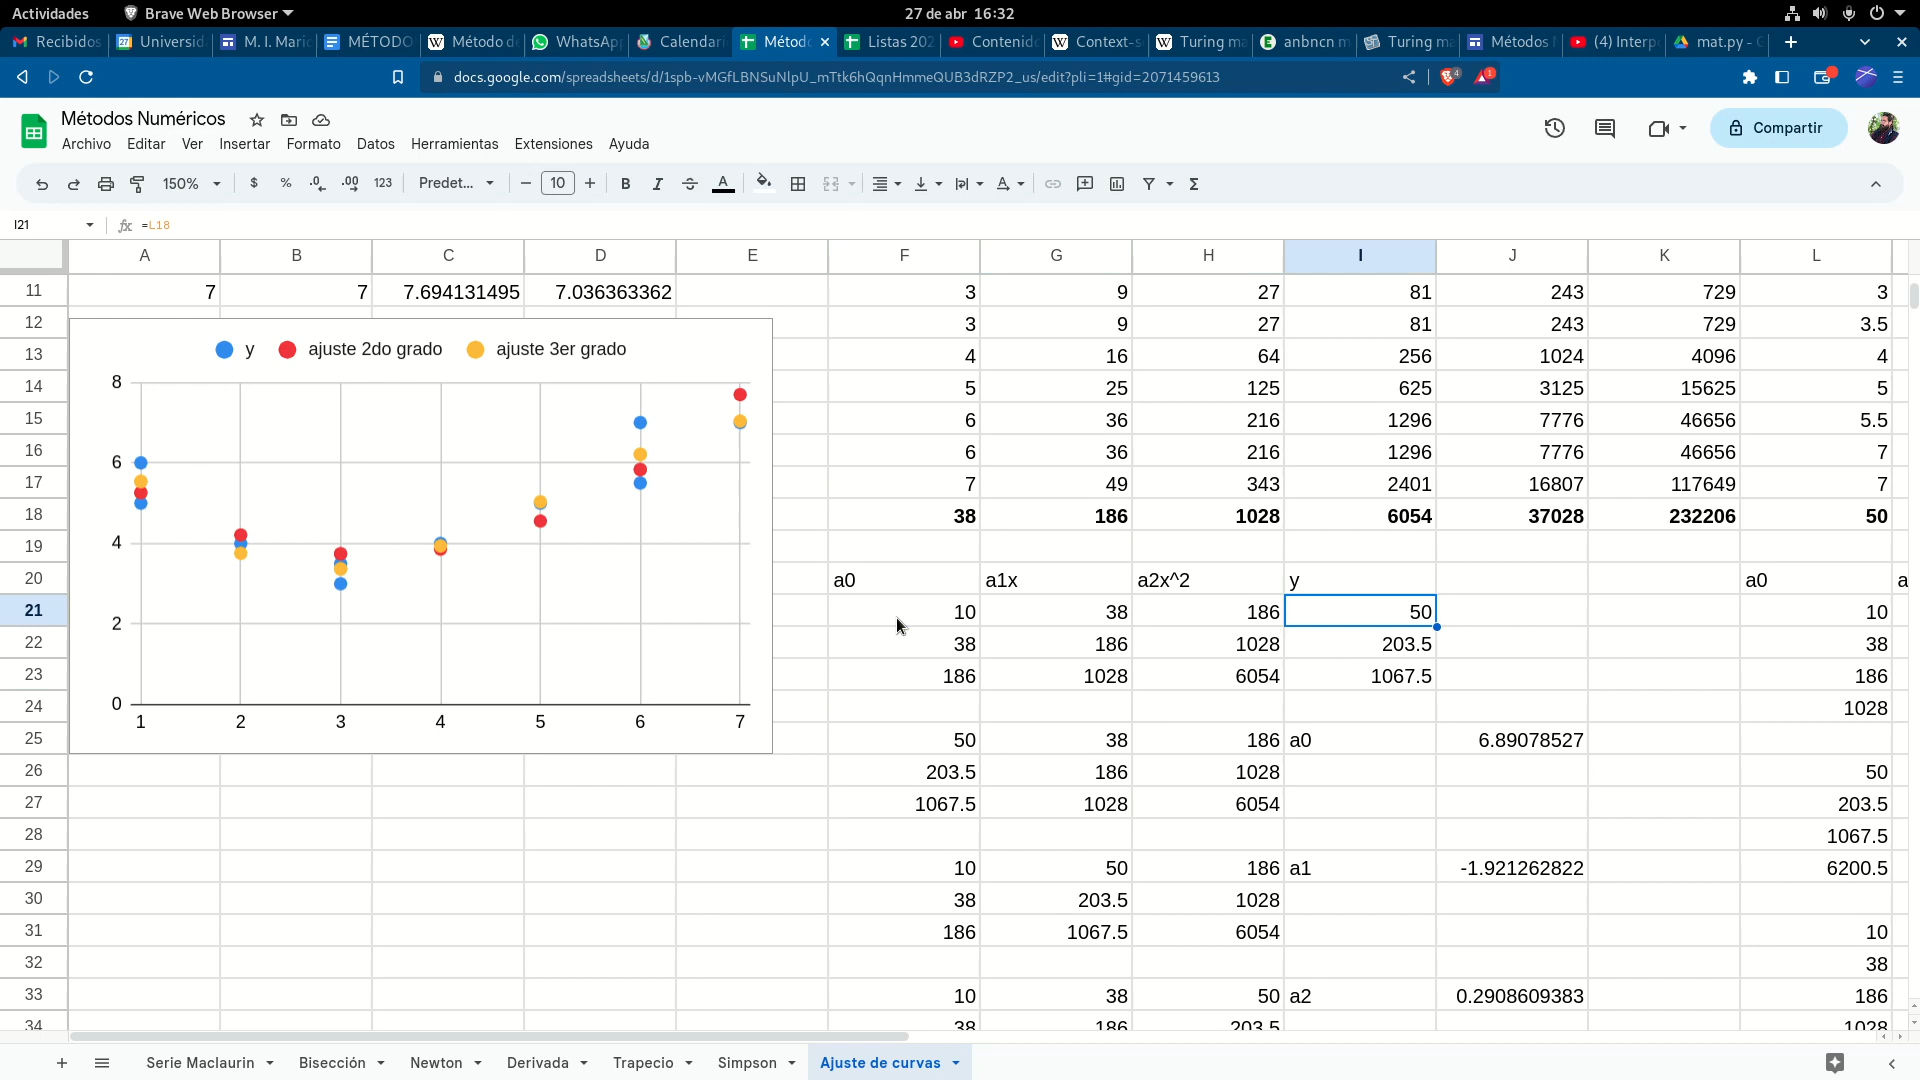 Actividades Brave Web Browser 27 de abr 16:32
Recibidos Universid M. I. Mari MÉTODO Método d WhatsAp Calendari Métod Listas 202 Contenid Context-s Turing ma anbncn m Turing ma Métodos (4) Interp mat.py -
docs.google.com/spreadsheets/d/1spb-vMGfLBNSuNlpU_mTtk6hQqnHmmeQUB3dRZP2_us/edit?pli=1#gid=2071459613 4 1
Métodos Numéricos
Archivo Editar Ver Insertar Formato Datos Herramientas Extensiones Ayuda
Compartir
150% $ % .0 .00 123 Predet... 10 B I A Σ
I21 fx =L18
A B C D E F G H I J K L
11 7 7 7.694131495 7.036363362 3 9 27 81 243 729 3
12 3 9 27 81 243 729 3.5
13 4 16 64 256 1024 4096 4
14 5 25 125 625 3125 15625 5
15 6 36 216 1296 7776 46656 5.5
16 6 36 216 1296 7776 46656 7
17 7 49 343 2401 16807 117649 7
18 38 186 1028 6054 37028 232206 50
19
20 a0 a1x a2x^2 y a0 a
21 10 38 186 50 10
22 38 186 1028 203.5 38
23 186 1028 6054 1067.5 186
24 1028
25 50 38 186 a0 6.89078527
26 203.5 186 1028 50
27 1067.5 1028 6054 203.5
28 1067.5
29 10 50 186 a1 -1.921262822 6200.5
30 38 203.5 1028
31 186 1067.5 6054 10
32 38
33 10 38 50 a2 0.2908609383 186
34 38 186 203.5 1028
y ajuste 2do grado ajuste 3er grado
8
6
4
2
0
1 2 3 4 5 6 7
Serie Maclaurin Bisección Newton Derivada Trapecio Simpson Ajuste de curvas